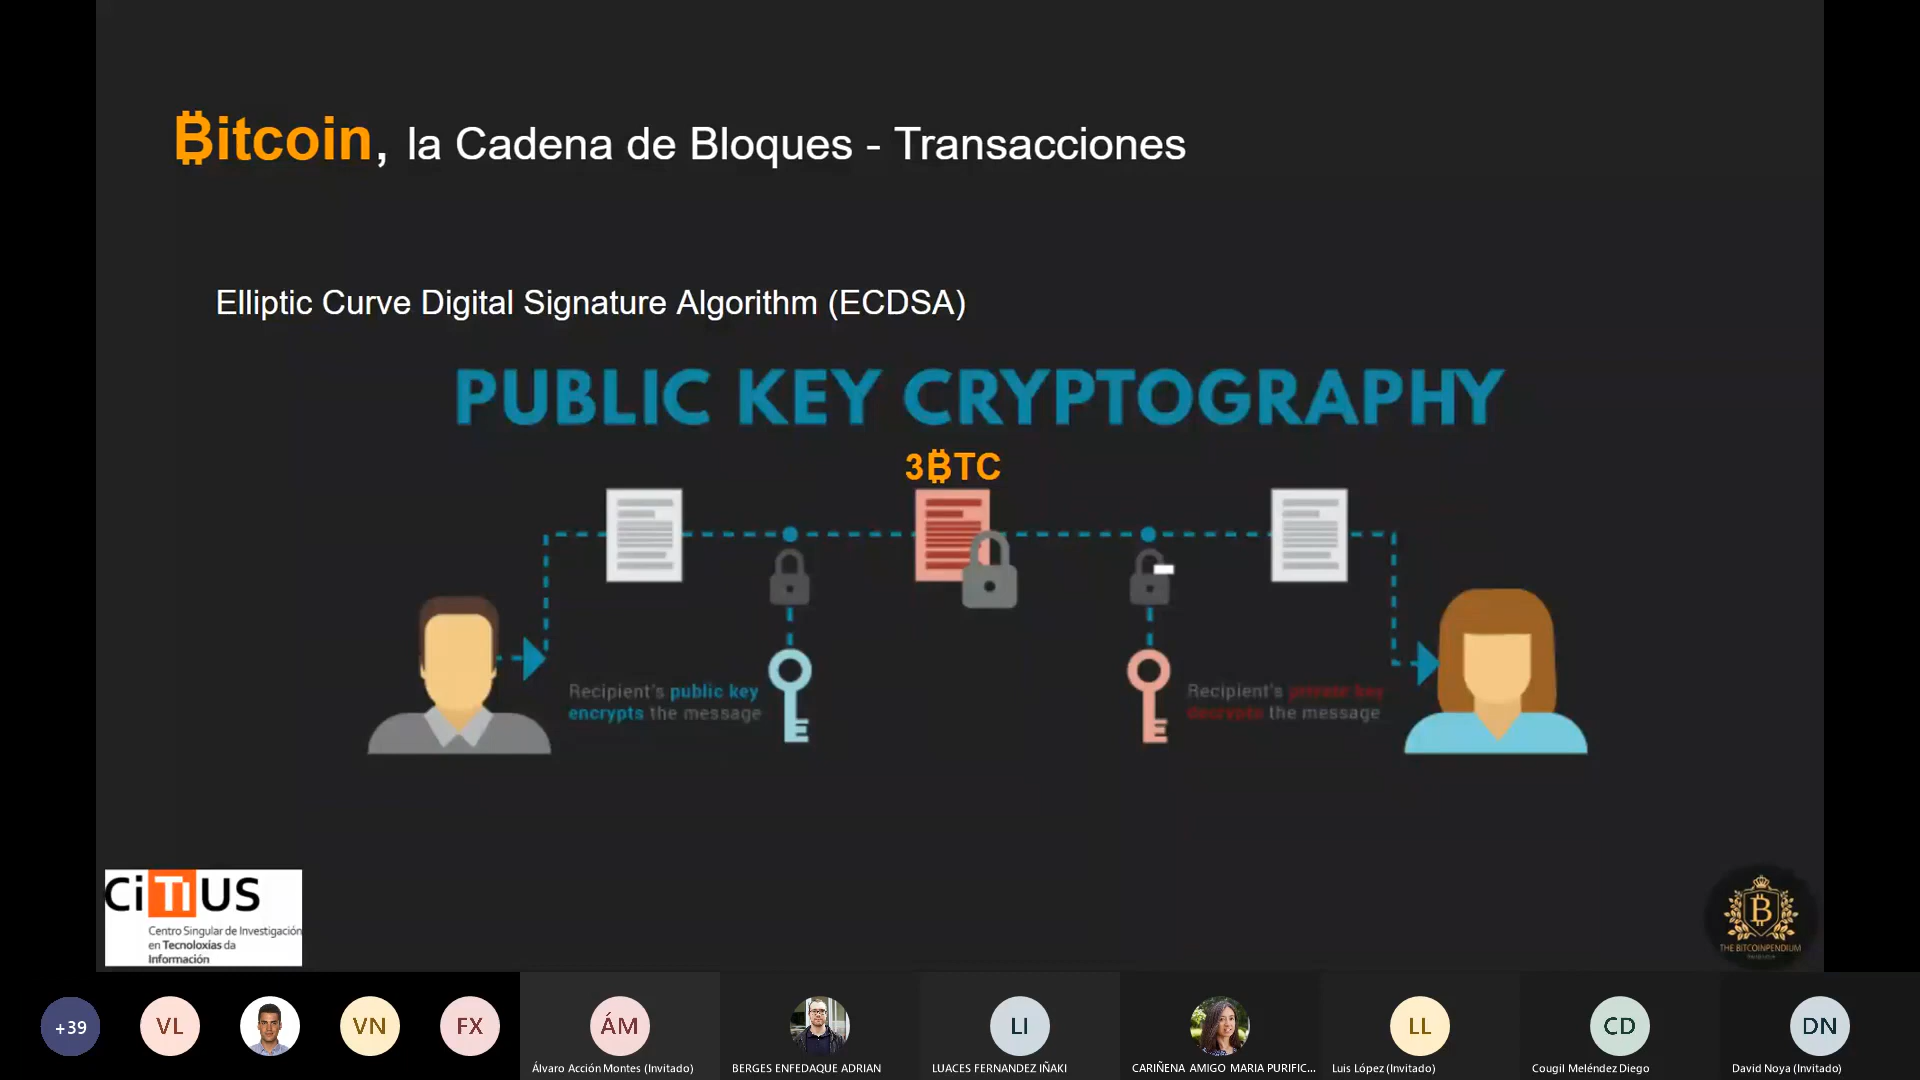 ₿itcoin, la Cadena de Bloques - Transacciones
Elliptic Curve Digital Signature Algorithm (ECDSA)
PUBLIC KEY CRYPTOGRAPHY
3₿TC
Recipient's public key
encrypts the message
Recipient's private key
decrypts the message
CiTIUS
Centro Singular de Investigación
en Tecnoloxías da
Información
B
THE BITCOINPENDIUM
+39
VL
VN
FX
ÁM
Álvaro Acción Montes (Invitado)
BERGES ENFEDAQUE ADRIAN
LI
LUACES FERNANDEZ IÑAKI
CARIÑENA AMIGO MARIA PURIFIC...
LL
Luis López (Invitado)
CD
Cougil Meléndez Diego
DN
David Noya (Invitado)